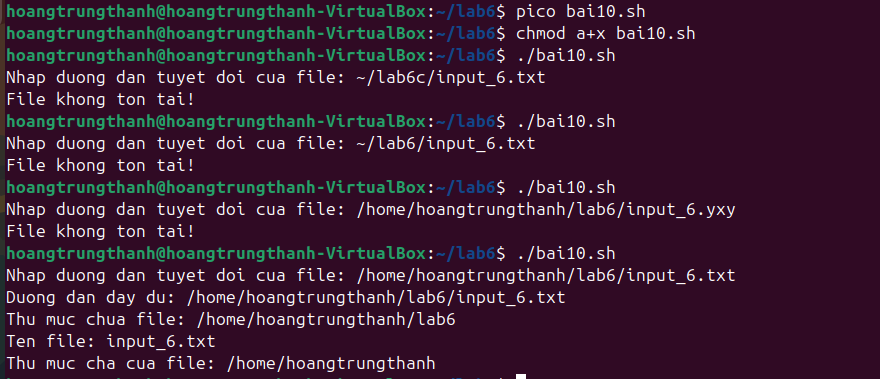 hoangtrungthanh@hoangtrungthanh-VirtualBox:~/lab6$ pico bai10.sh
hoangtrungthanh@hoangtrungthanh-VirtualBox:~/lab6$ chmod a+x bai10.sh
hoangtrungthanh@hoangtrungthanh-VirtualBox:~/lab6$ ./bai10.sh
Nhap duong dan tuyet doi cua file: ~/lab6c/input_6.txt
File khong ton tai!
hoangtrungthanh@hoangtrungthanh-VirtualBox:~/lab6$ ./bai10.sh
Nhap duong dan tuyet doi cua file: ~/lab6/input_6.txt
File khong ton tai!
hoangtrungthanh@hoangtrungthanh-VirtualBox:~/lab6$ ./bai10.sh
Nhap duong dan tuyet doi cua file: /home/hoangtrungthanh/lab6/input_6.yxy
File khong ton tai!
hoangtrungthanh@hoangtrungthanh-VirtualBox:~/lab6$ ./bai10.sh
Nhap duong dan tuyet doi cua file: /home/hoangtrungthanh/lab6/input_6.txt
Duong dan day du: /home/hoangtrungthanh/lab6/input_6.txt
Thu muc chua file: /home/hoangtrungthanh/lab6
Ten file: input_6.txt
Thu muc cha cua file: /home/hoangtrungthanh